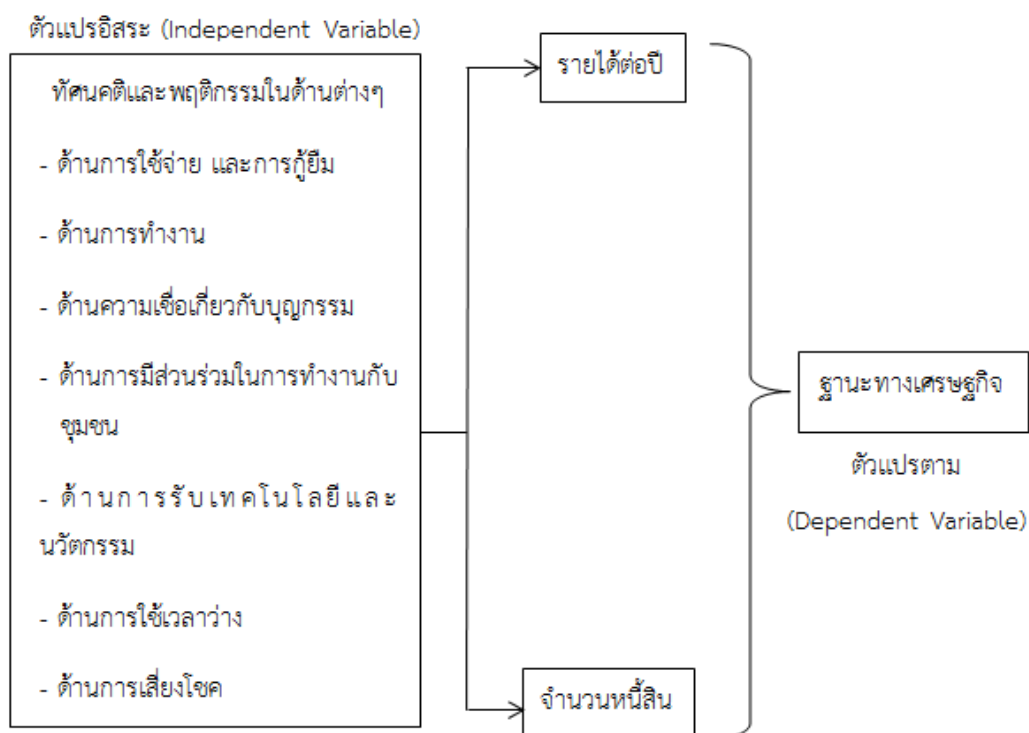 ตัวแปรอิสระ (Independent Variable)
ทัศนคติและพฤติกรรมในด้านต่างๆ
- ด้านการใช้จ่าย และการกู้ยืม
- ด้านการทำงาน
- ด้านความเชื่อเกี่ยวกับบุญกรรม
- ด้านการมีส่วนร่วมในการทำงานกับ
ชุมชน
- ด้านการรับเทคโนโลยีและ
นวัตกรรม
- ด้านการใช้เวลาว่าง
- ด้านการเสี่ยงโชค
รายได้ต่อปี
จำนวนหนี้สิน
ฐานะทางเศรษฐกิจ
ตัวแปรตาม
(Dependent Variable)